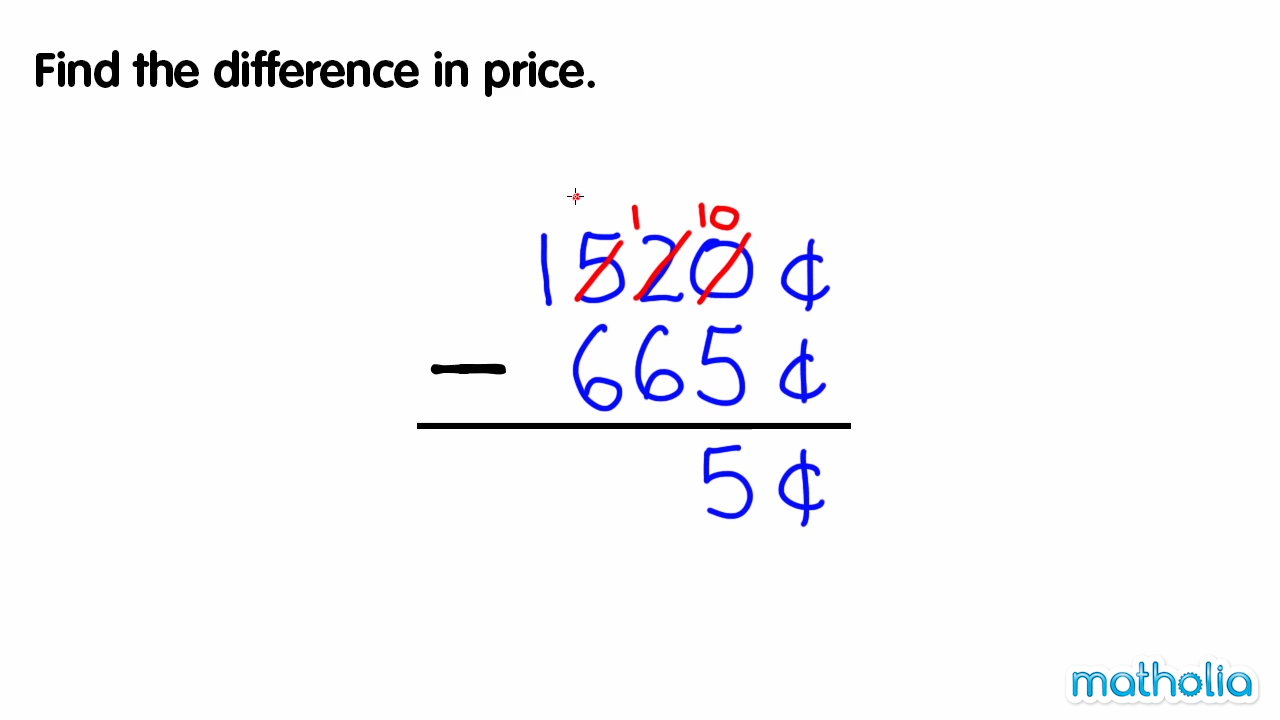 Find the difference in price.
1 10
1520 ¢
− 665 ¢
5 ¢
matholia